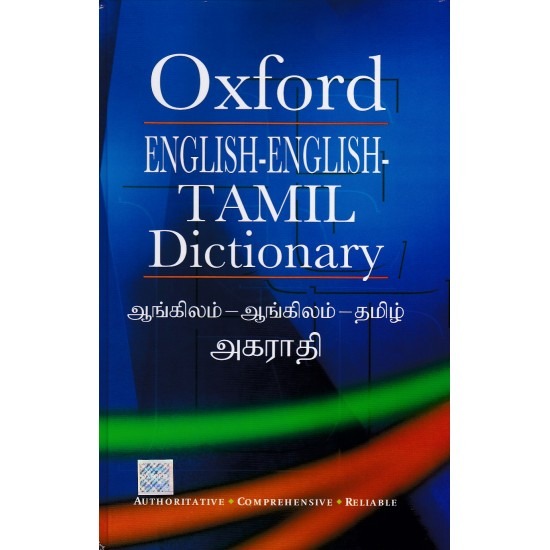 Oxford
ENGLISH-ENGLISH-
TAMIL
Dictionary
ஆங்கிலம் – ஆங்கிலம் – தமிழ்
அகராதி
AUTHORITATIVE ◆ COMPREHENSIVE ◆ RELIABLE